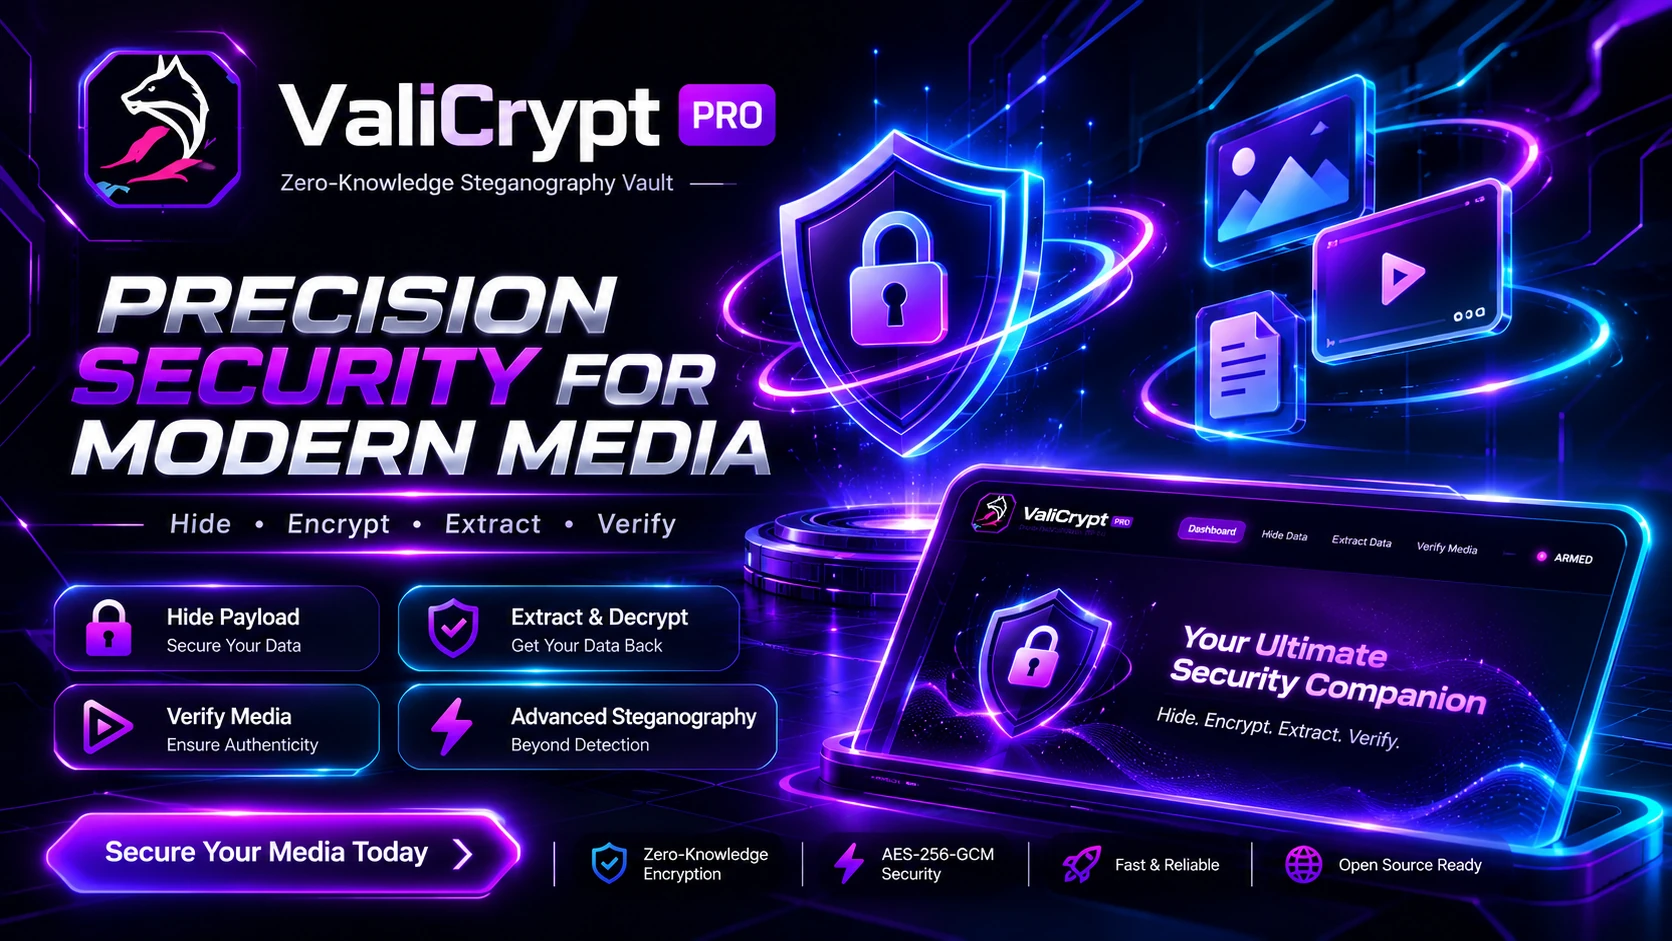 ValiCrypt PRO
Zero-Knowledge Steganography Vault
PRECISION
SECURITY FOR
MODERN MEDIA
Hide • Encrypt • Extract • Verify
Hide Payload
Secure Your Data
Extract & Decrypt
Get Your Data Back
Verify Media
Ensure Authenticity
Advanced Steganography
Beyond Detection
Secure Your Media Today
Zero-Knowledge
Encryption
AES-256-GCM
Security
Fast & Reliable
Open Source Ready
ValiCrypt PRO
Dashboard
Hide Data
Extract Data
Verify Media
ARMED
Your Ultimate
Security Companion
Hide. Encrypt. Extract. Verify.